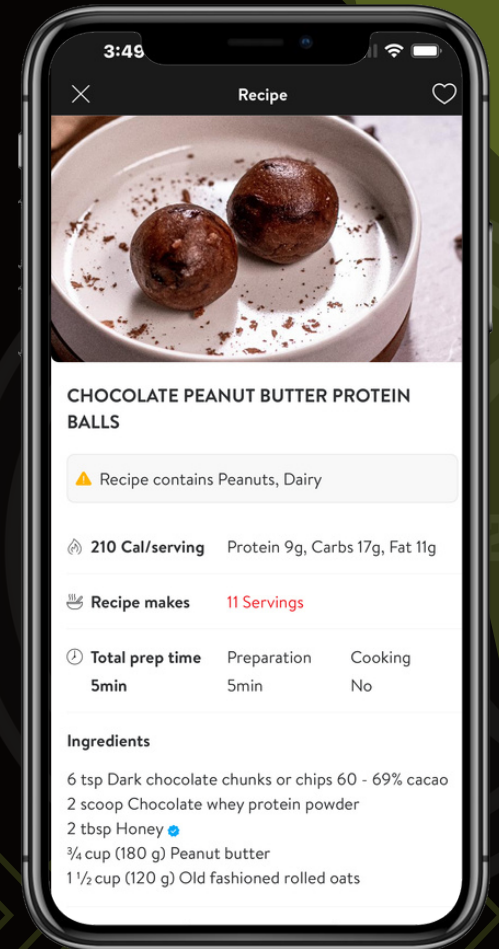 3:49
Recipe
CHOCOLATE PEANUT BUTTER PROTEIN
BALLS
Recipe contains Peanuts, Dairy
210 Cal/serving Protein 9g, Carbs 17g, Fat 11g
Recipe makes 11 Servings
Total prep time Preparation Cooking
5min 5min No
Ingredients
6 tsp Dark chocolate chunks or chips 60 - 69% cacao
2 scoop Chocolate whey protein powder
2 tbsp Honey
¾ cup (180 g) Peanut butter
1 ½ cup (120 g) Old fashioned rolled oats